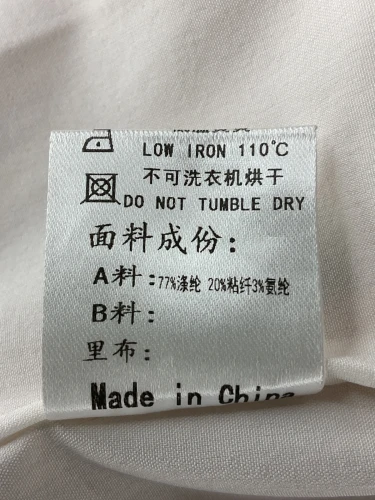 LOW IRON 110°C
不可洗衣机烘干
DO NOT TUMBLE DRY
面料成份:
A料:77%涤纶 20%粘纤3%氨纶
B料:
里布:
Made in China